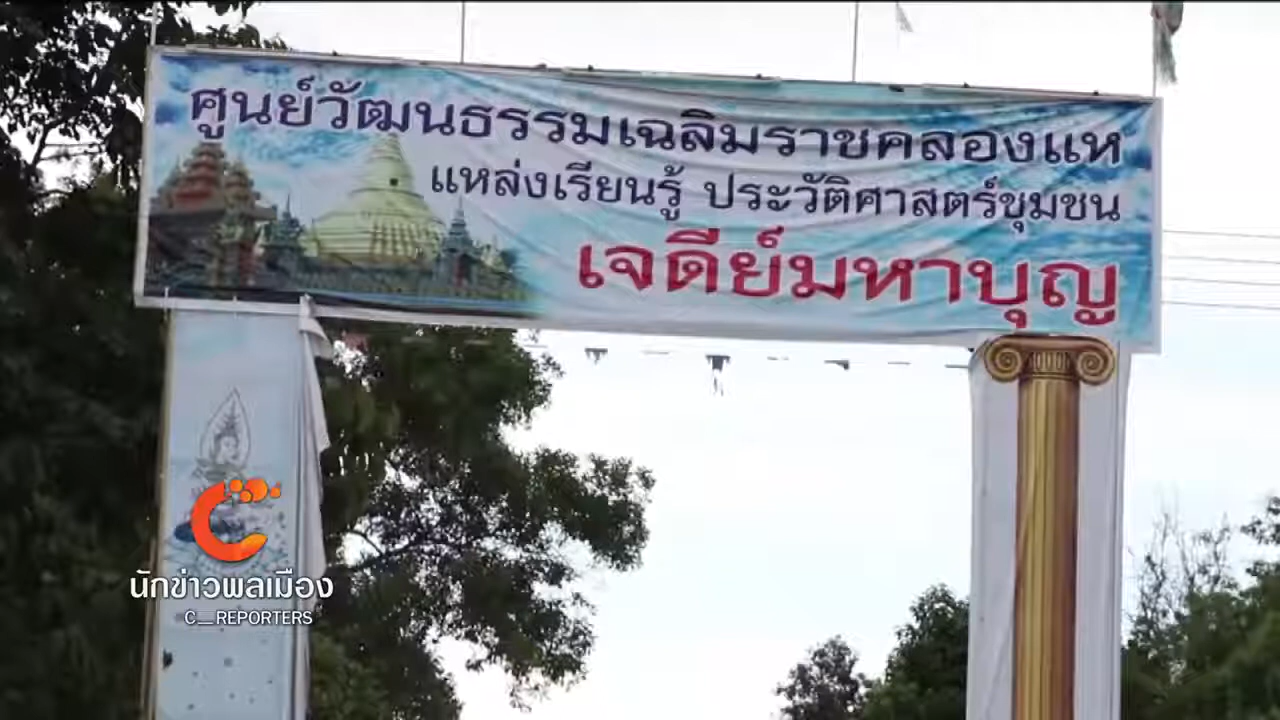 ศูนย์วัฒนธรรมเฉลิมราชคลองแห
แหล่งเรียนรู้ ประวัติศาสตร์ชุมชน
เจดีย์มหาบุญ
นักข่าวพลเมือง
C_REPORTERS